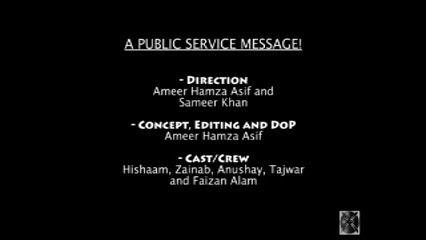 A PUBLIC SERVICE MESSAGE!
- Direction
Ameer Hamza Asif and
Sameer Khan
- Concept, Editing and DoP
Ameer Hamza Asif
- Cast/Crew
Hishaam, Zainab, Anushay, Tajwar
and Faizan Alam